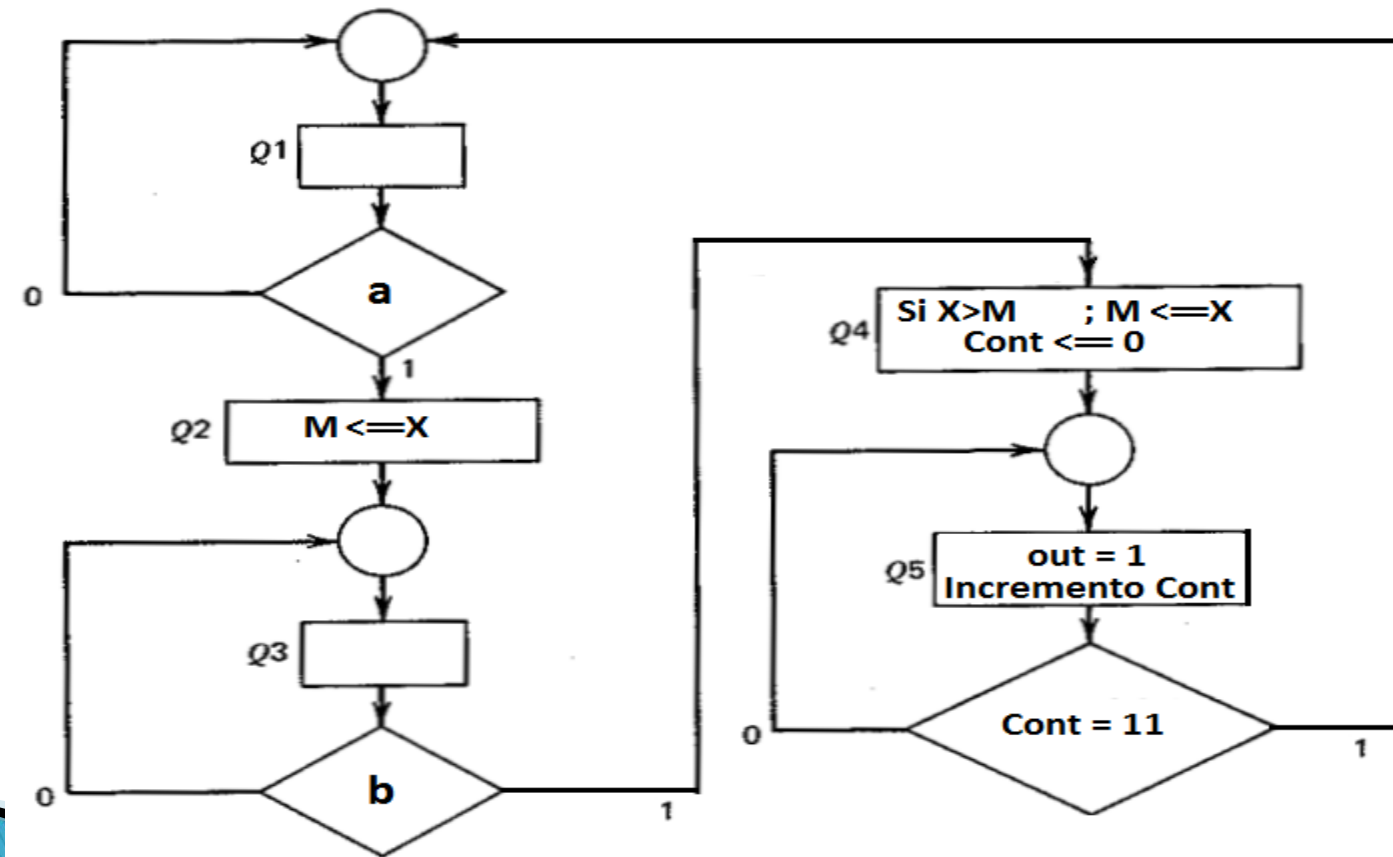 Q1
a
0
1
Q2
M <==X
Q3
b
0
1
Q4
Si X>M ; M <==X
Cont <== 0
Q5
out = 1
Incremento Cont
Cont = 11
0
1